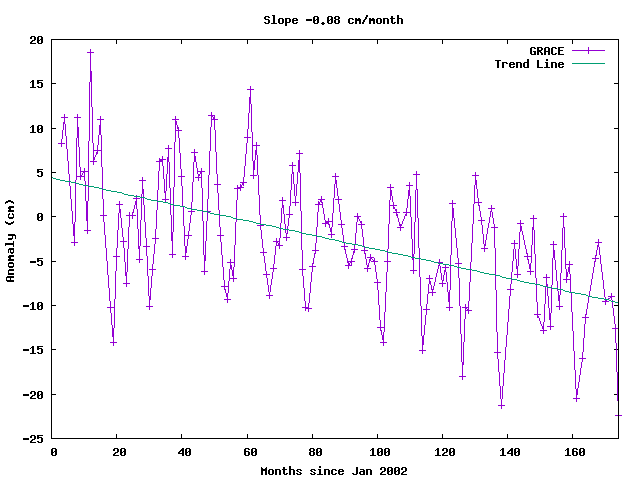 Slope -0.08 cm/month
GRACE
Trend Line
20
15
10
5
0
-5
-10
-15
-20
-25
Anomaly (cm)
0 20 40 60 80 100 120 140 160
Months since Jan 2002